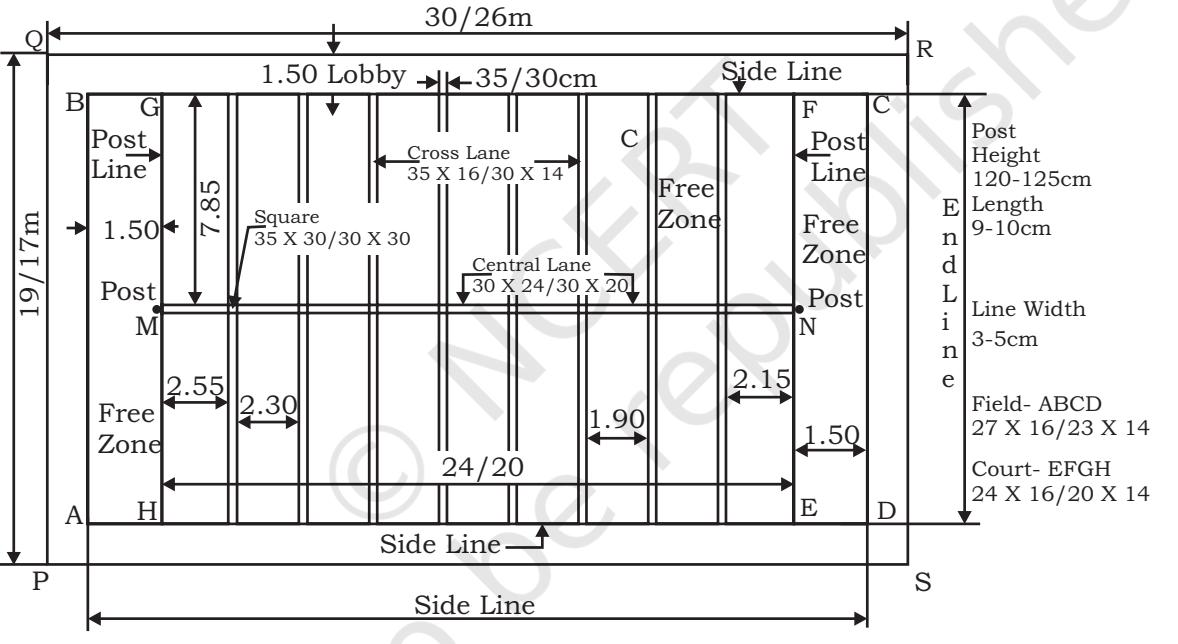 30/26m
Q
R
1.50 Lobby
35/30cm
Side Line
B
G
F
C
Post
Line
C
Post
Line
Post
Height
120-125cm
Length
9-10cm
Cross Lane
35 X 16/30 X 14
Free
Zone
7.85
19/17m
1.50
Square
35 X 30/30 X 30
Free
Zone
End Line
Central Lane
30 X 24/30 X 20
Post
M
Post
N
Line Width
3-5cm
2.55
2.30
2.15
1.90
Free
Zone
1.50
Field- ABCD
27 X 16/23 X 14
24/20
Court- EFGH
24 X 16/20 X 14
A
H
E
D
Side Line
P
S
Side Line
© NCERT
be republishe